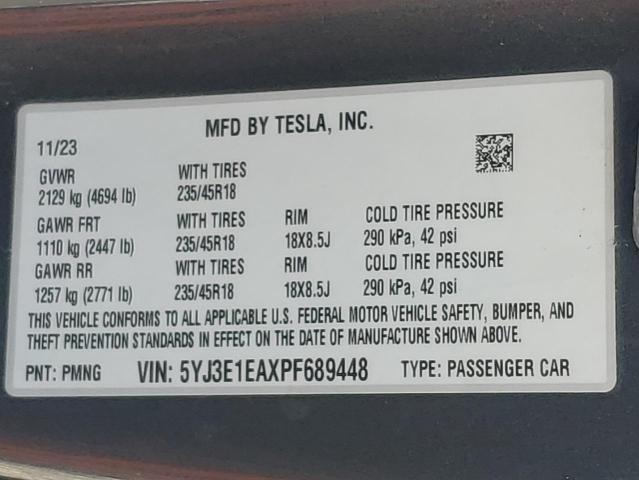 MFD BY TESLA, INC.
11/23
GVWR WITH TIRES
2129 kg (4694 lb) 235/45R18
GAWR FRT WITH TIRES RIM COLD TIRE PRESSURE
1110 kg (2447 lb) 235/45R18 18X8.5J 290 kPa, 42 psi
GAWR RR WITH TIRES RIM COLD TIRE PRESSURE
1257 kg (2771 lb) 235/45R18 18X8.5J 290 kPa, 42 psi
THIS VEHICLE CONFORMS TO ALL APPLICABLE U.S. FEDERAL MOTOR VEHICLE SAFETY, BUMPER, AND
THEFT PREVENTION STANDARDS IN EFFECT ON THE DATE OF MANUFACTURE SHOWN ABOVE.
PNT: PMNG VIN: 5YJ3E1EAXPF689448 TYPE: PASSENGER CAR